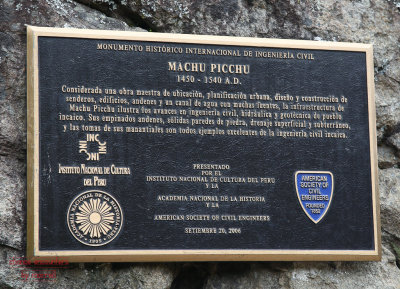 MONUMENTO HISTÓRICO INTERNACIONAL DE INGENIERÍA CIVIL
MACHU PICCHU
1450 - 1540 A.D.
Considerada una obra maestra de ubicación, planificación urbana, diseño y construcción de
senderos, edificios, andenes y un canal de agua con muchas fuentes, la infraestructura de
Machu Picchu ilustra los avances en ingeniería civil, hidráulica y geotécnica de pueblo
incaico. Sus empinados andenes, sólidas paredes de piedra, drenaje superficial y subterráneo,
y las tomas de sus manantiales son todos ejemplos excelentes de la ingeniería civil incaica.
INC
INSTITUTO NACIONAL DE CULTURA
DEL PERU
PRESENTADO
POR EL
INSTITUTO NACIONAL DE CULTURA DEL PERU
Y LA
ACADEMIA NACIONAL DE LA HISTORIA
Y LA
AMERICAN SOCIETY OF CIVIL ENGINEERS
SETIEMBRE 20, 2006
AMERICAN
SOCIETY OF
CIVIL
ENGINEERS
FOUNDED
1852